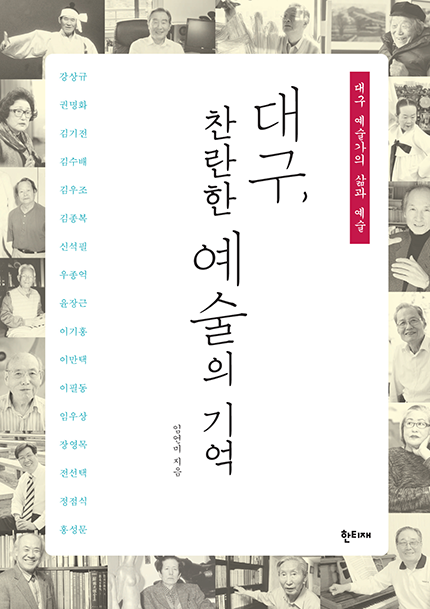 대구 예술가의 삶과 예술
대구,
찬란한 예술의 기억
임언미 지음
강상규
권명화
김기전
김수배
김우조
김종복
신석필
우종억
윤장근
이기홍
이만택
이필동
임우상
장영목
전선택
정점식
홍성문
한티재